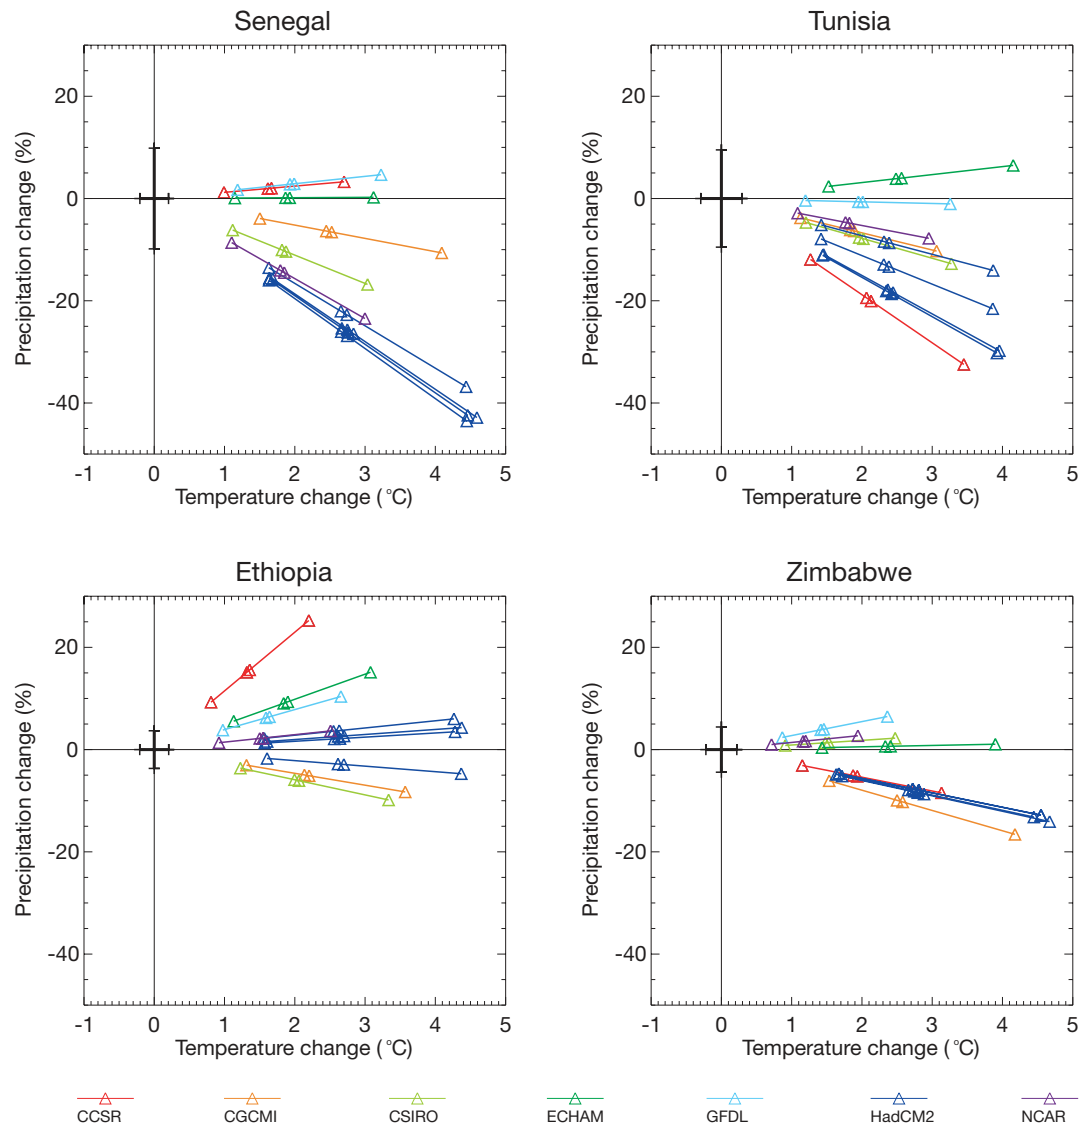 Senegal
Tunisia
20
0
-20
-40
Precipitation change (%)
-1 0 1 2 3 4 5
Temperature change (°C)
20
0
-20
-40
Precipitation change (%)
-1 0 1 2 3 4 5
Temperature change (°C)
Ethiopia
Zimbabwe
20
0
-20
-40
Precipitation change (%)
-1 0 1 2 3 4 5
Temperature change (°C)
20
0
-20
-40
Precipitation change (%)
-1 0 1 2 3 4 5
Temperature change (°C)
CCSR CGCMI CSIRO ECHAM GFDL HadCM2 NCAR